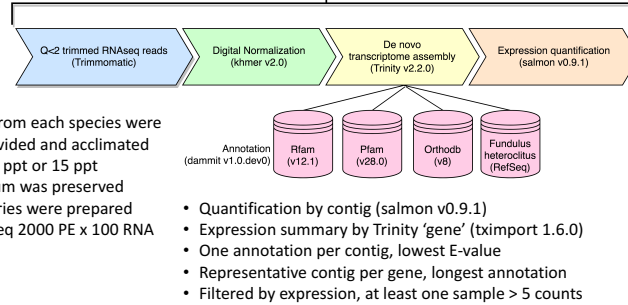 Q<2 trimmed RNAseq reads
(Trimmomatic)
Digital Normalization
(khmer v2.0)
De novo
transcriptome assembly
(Trinity v2.2.0)
Expression quantification
(salmon v0.9.1)
from each species were
vided and acclimated
ppt or 15 ppt
um was preserved
ries were prepared
eq 2000 PE x 100 RNA
Annotation
(dammit v1.0.dev0)
Rfam
(v12.1)
Pfam
(v28.0)
Orthodb
(v8)
Fundulus
heteroclitus
(RefSeq)
• Quantification by contig (salmon v0.9.1)
• Expression summary by Trinity ‘gene’ (tximport 1.6.0)
• One annotation per contig, lowest E-value
• Representative contig per gene, longest annotation
• Filtered by expression, at least one sample > 5 counts